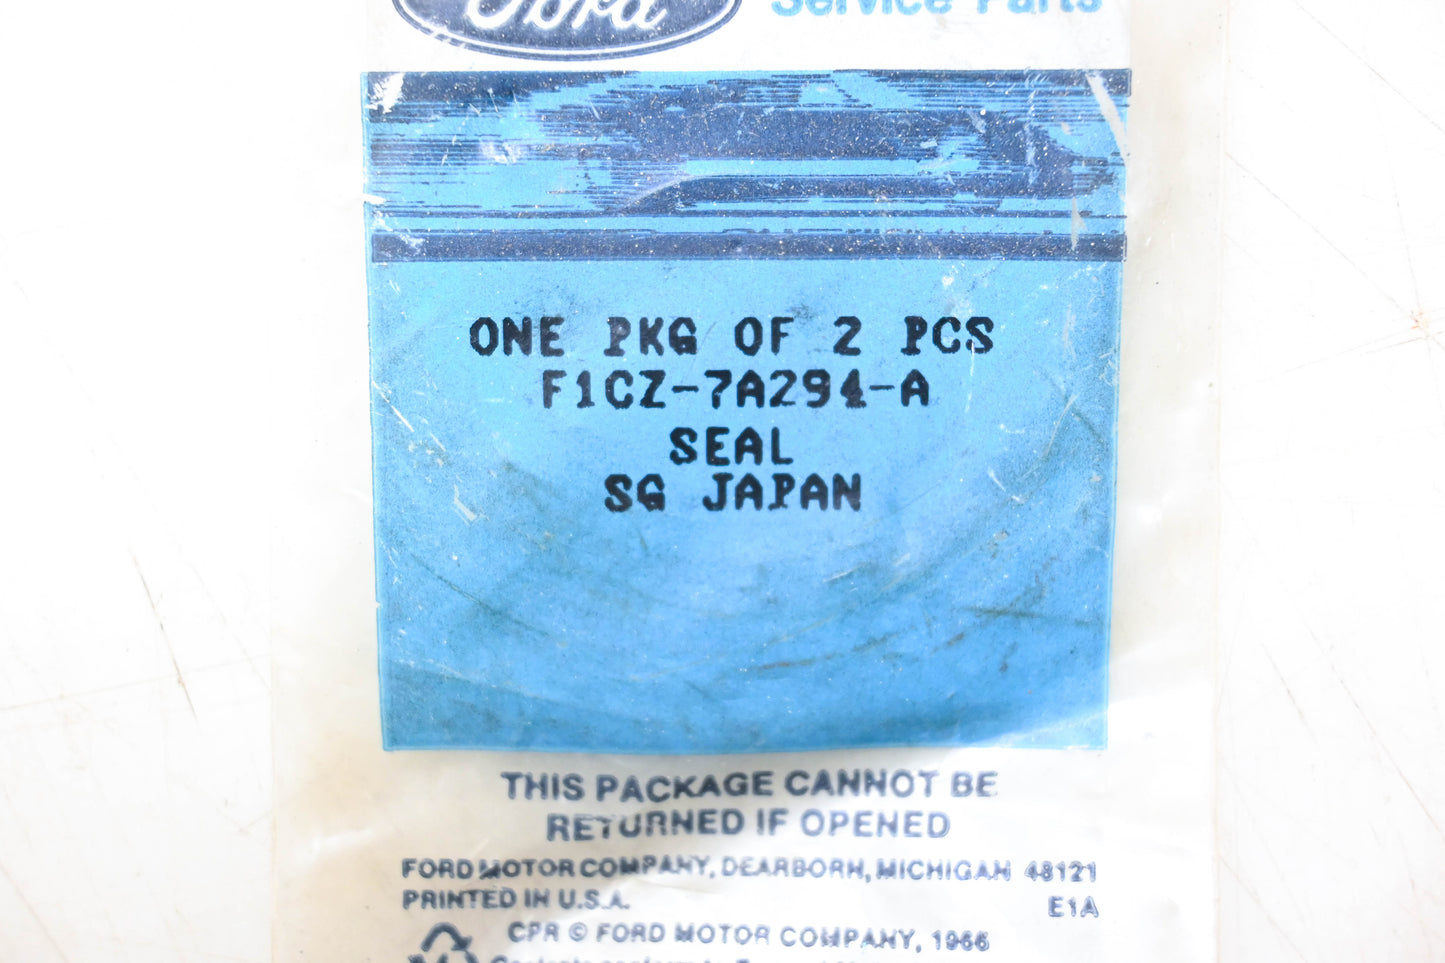 Ford
Service Parts
ONE PKG OF 2 PCS
F1CZ-7A294-A
SEAL
SG JAPAN
THIS PACKAGE CANNOT BE
RETURNED IF OPENED
FORD MOTOR COMPANY, DEARBORN, MICHIGAN 48121
PRINTED IN U.S.A.
E1A
CPR © FORD MOTOR COMPANY, 1966